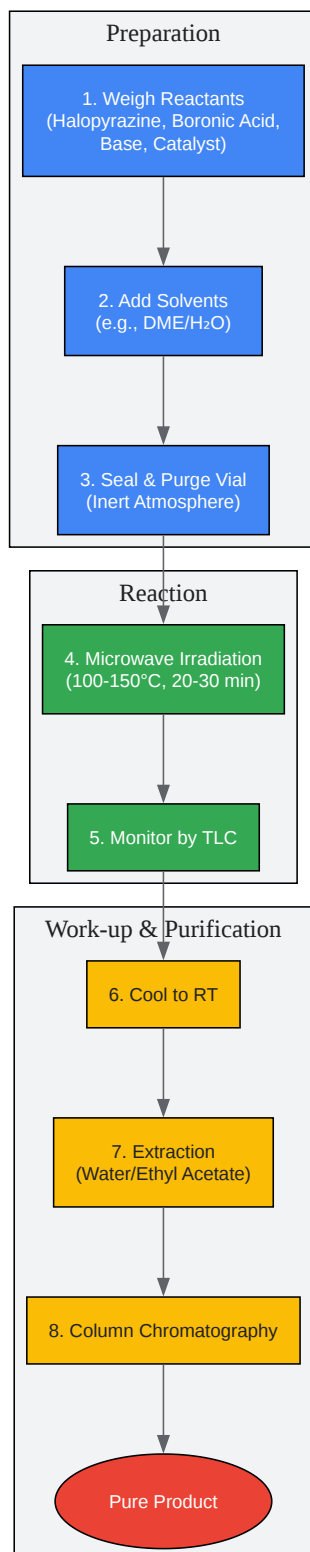 Preparation
1. Weigh Reactants
(Halopyrazine, Boronic Acid,
Base, Catalyst)
2. Add Solvents
(e.g., DME/H₂O)
3. Seal & Purge Vial
(Inert Atmosphere)
Reaction
4. Microwave Irradiation
(100-150°C, 20-30 min)
5. Monitor by TLC
Work-up & Purification
6. Cool to RT
7. Extraction
(Water/Ethyl Acetate)
8. Column Chromatography
Pure Product